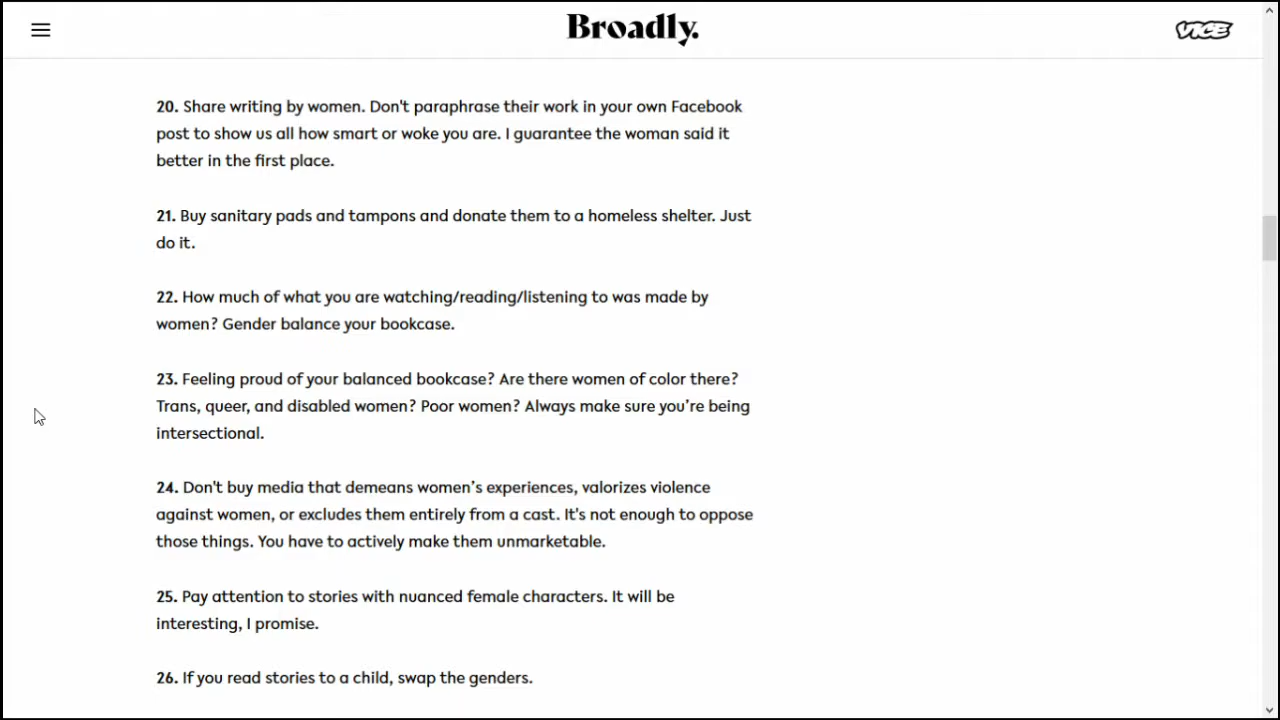 Broadly.
VICE
20. Share writing by women. Don't paraphrase their work in your own Facebook
post to show us all how smart or woke you are. I guarantee the woman said it
better in the first place.
21. Buy sanitary pads and tampons and donate them to a homeless shelter. Just
do it.
22. How much of what you are watching/reading/listening to was made by
women? Gender balance your bookcase.
23. Feeling proud of your balanced bookcase? Are there women of color there?
Trans, queer, and disabled women? Poor women? Always make sure you’re being
intersectional.
24. Don't buy media that demeans women’s experiences, valorizes violence
against women, or excludes them entirely from a cast. It's not enough to oppose
those things. You have to actively make them unmarketable.
25. Pay attention to stories with nuanced female characters. It will be
interesting, I promise.
26. If you read stories to a child, swap the genders.